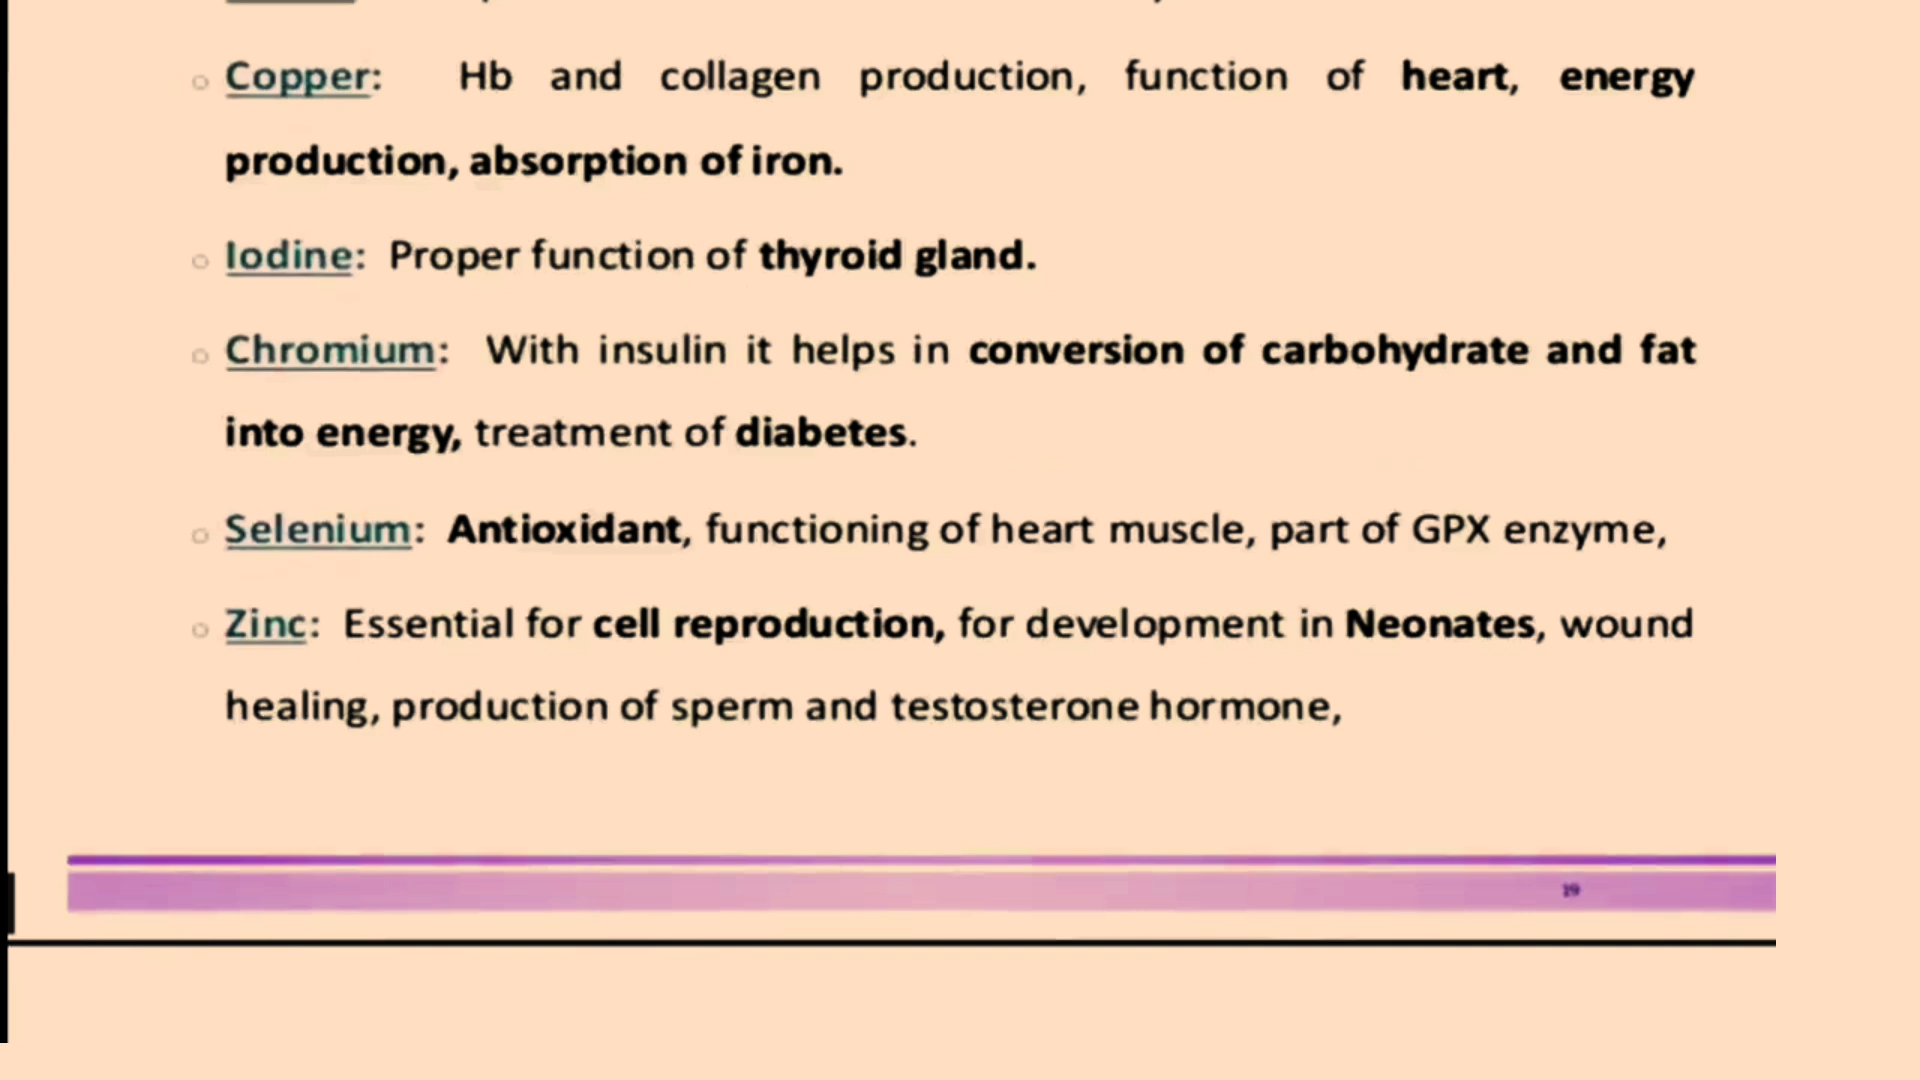 Copper: Hb and collagen production, function of heart, energy
production, absorption of iron.
Iodine: Proper function of thyroid gland.
Chromium: With insulin it helps in conversion of carbohydrate and fat
into energy, treatment of diabetes.
Selenium: Antioxidant, functioning of heart muscle, part of GPX enzyme,
Zinc: Essential for cell reproduction, for development in Neonates, wound
healing, production of sperm and testosterone hormone,